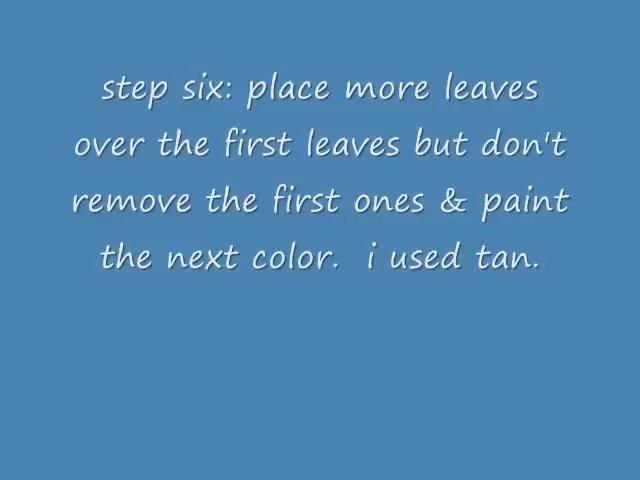 step six: place more leaves
over the first leaves but don't
remove the first ones & paint
the next color.  i used tan.